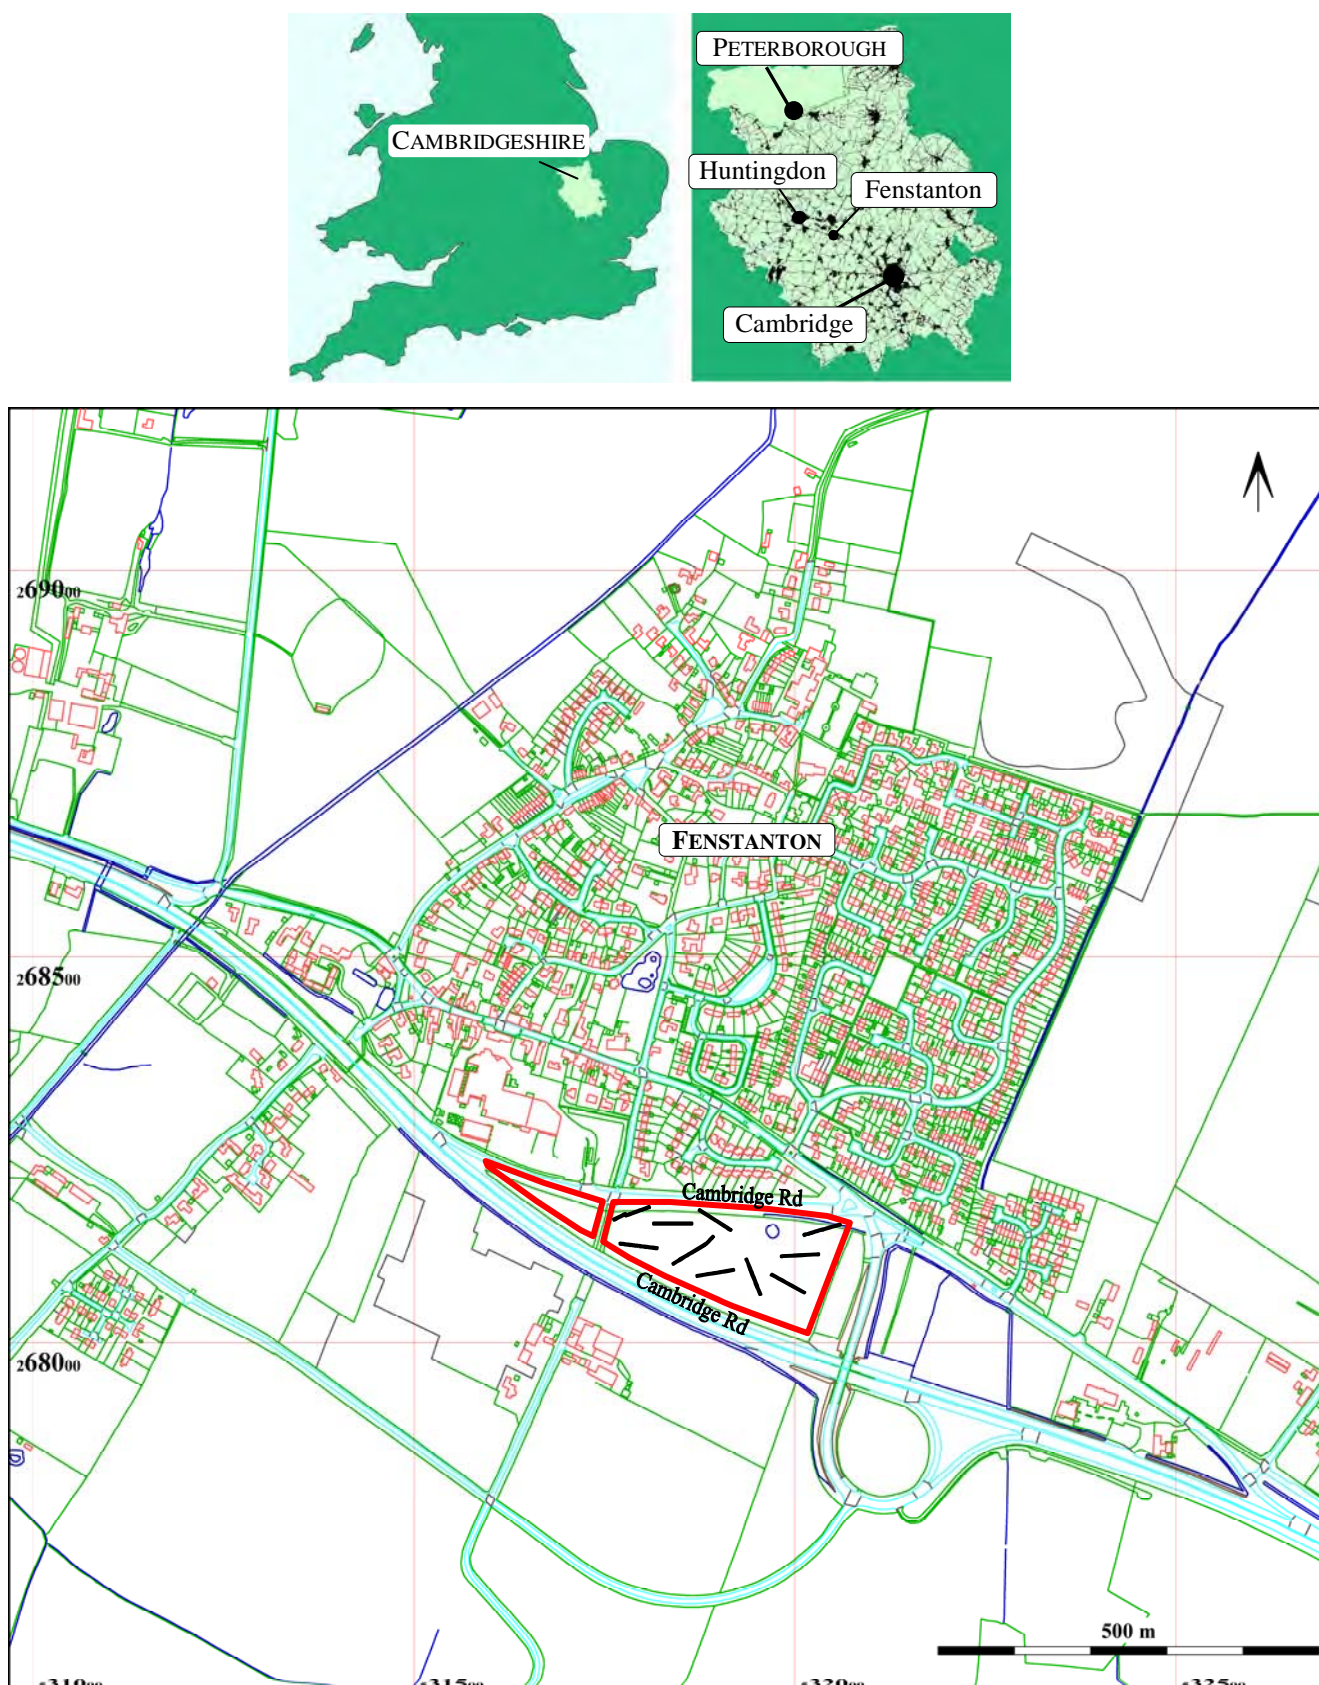 PETERBOROUGH
CAMBRIDGESHIRE
Huntingdon
Fenstanton
Cambridge
269000
FENSTANTON
268500
Cambridge Rd
Cambridge Rd
268000
500 m